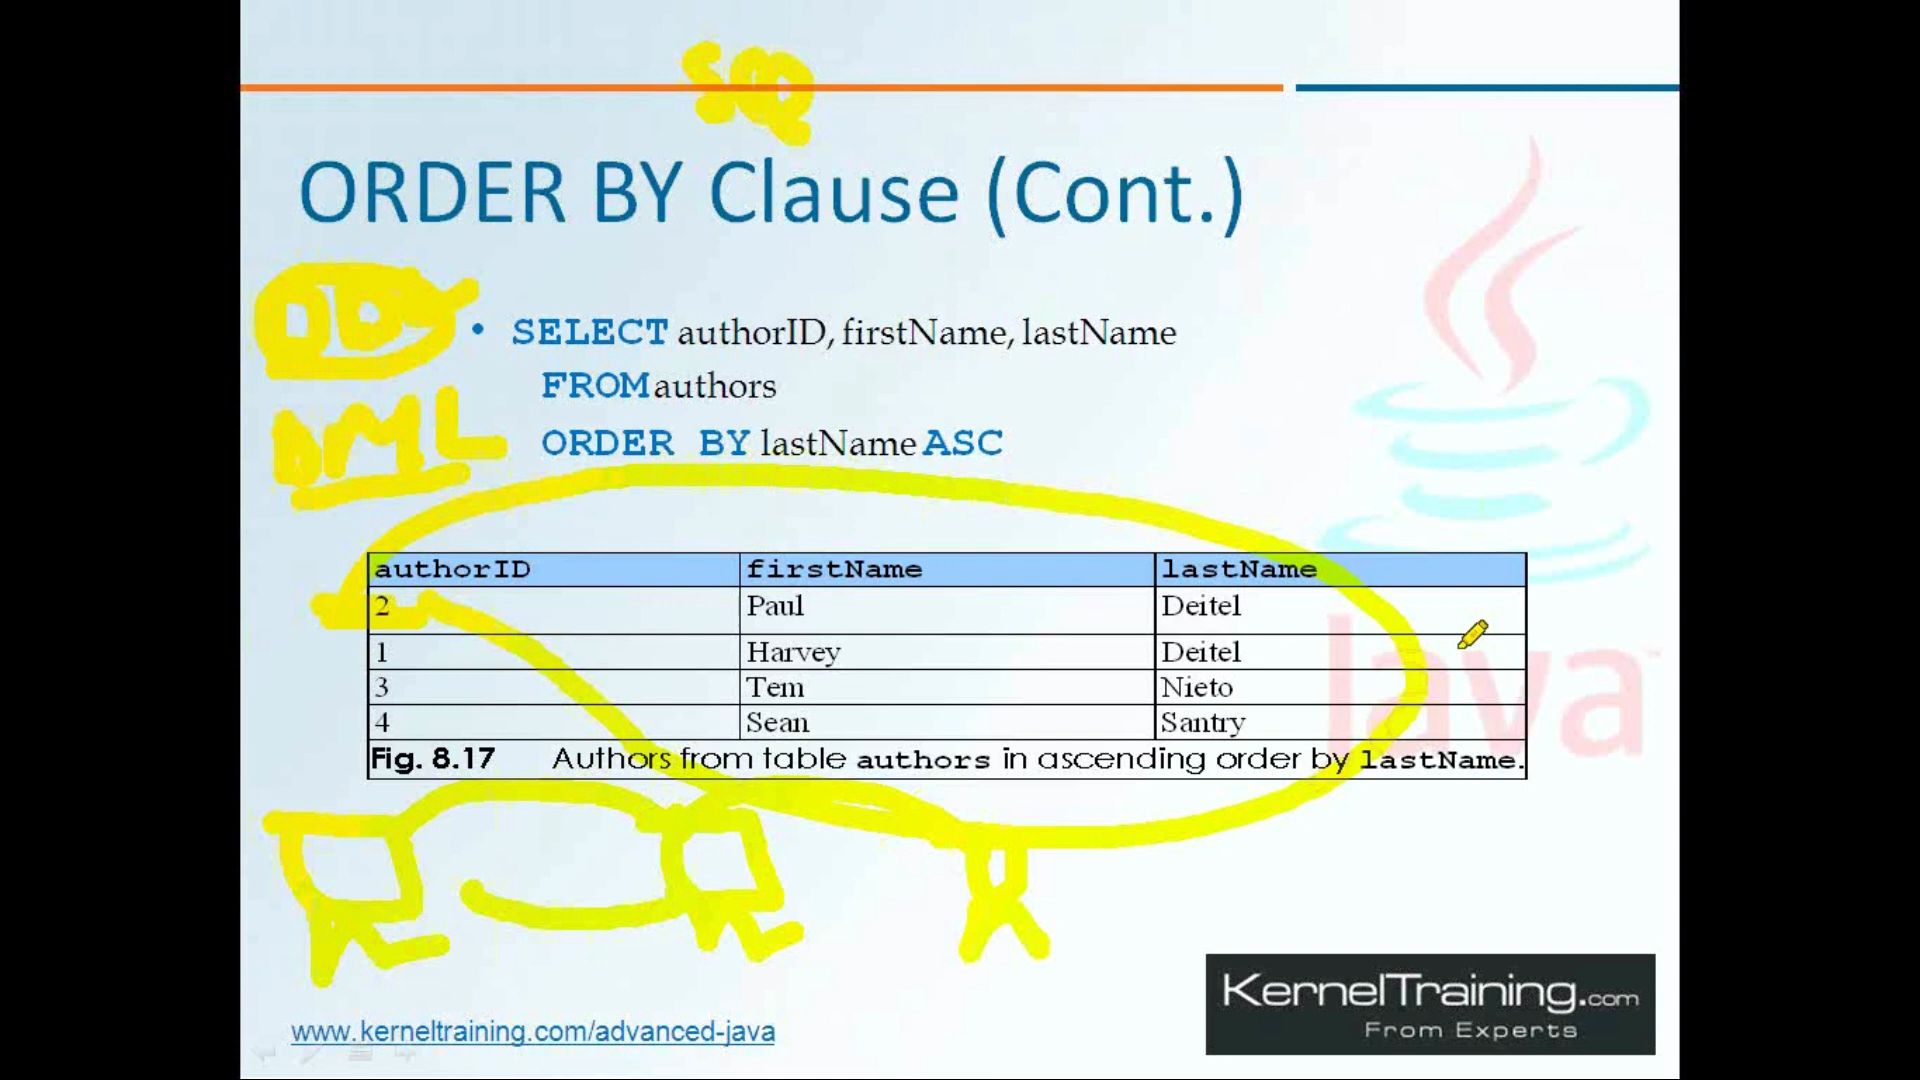 SQ
ORDER BY Clause (Cont.)
• SELECT authorID, firstName, lastName
FROM authors
DML
ORDER BY lastName ASC
authorID firstName lastName
2 Paul Deitel
1 Harvey Deitel
3 Tem Nieto
4 Sean Santry
Fig. 8.17 Authors from table authors in ascending order by lastName.
Java
KernelTraining.com
From Experts
www.kerneltraining.com/advanced-java